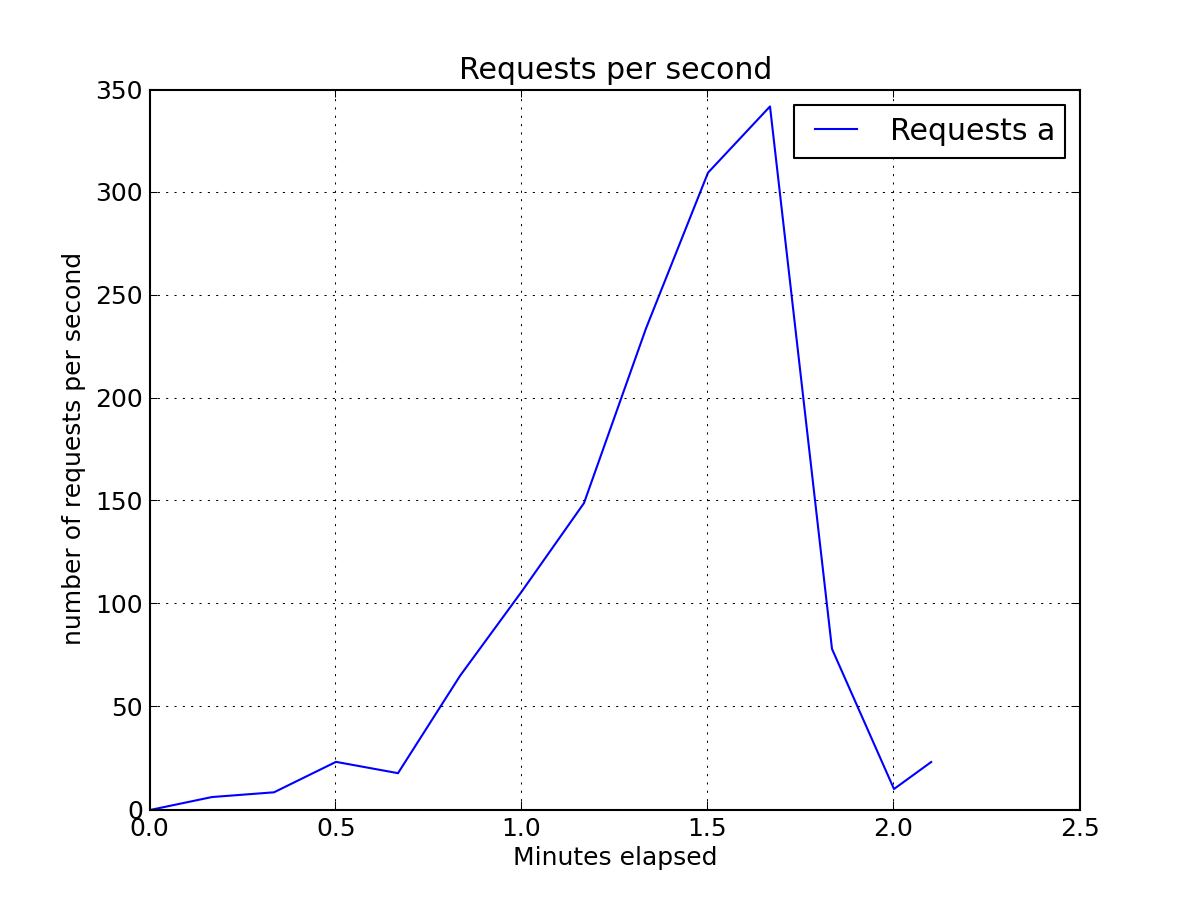 Requests per second
Requests a
number of requests per second
350
300
250
200
150
100
50
0
0.0 0.5 1.0 1.5 2.0 2.5
Minutes elapsed